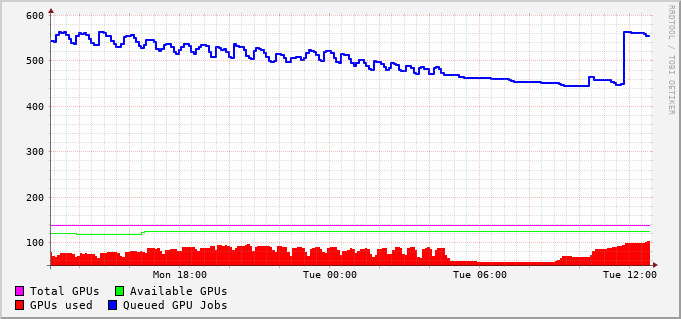 RRDTOOL / TOBI OETIKER
600
500
400
300
200
100
Mon 18:00 Tue 00:00 Tue 06:00 Tue 12:00
Total GPUs Available GPUs
GPUs used Queued GPU Jobs